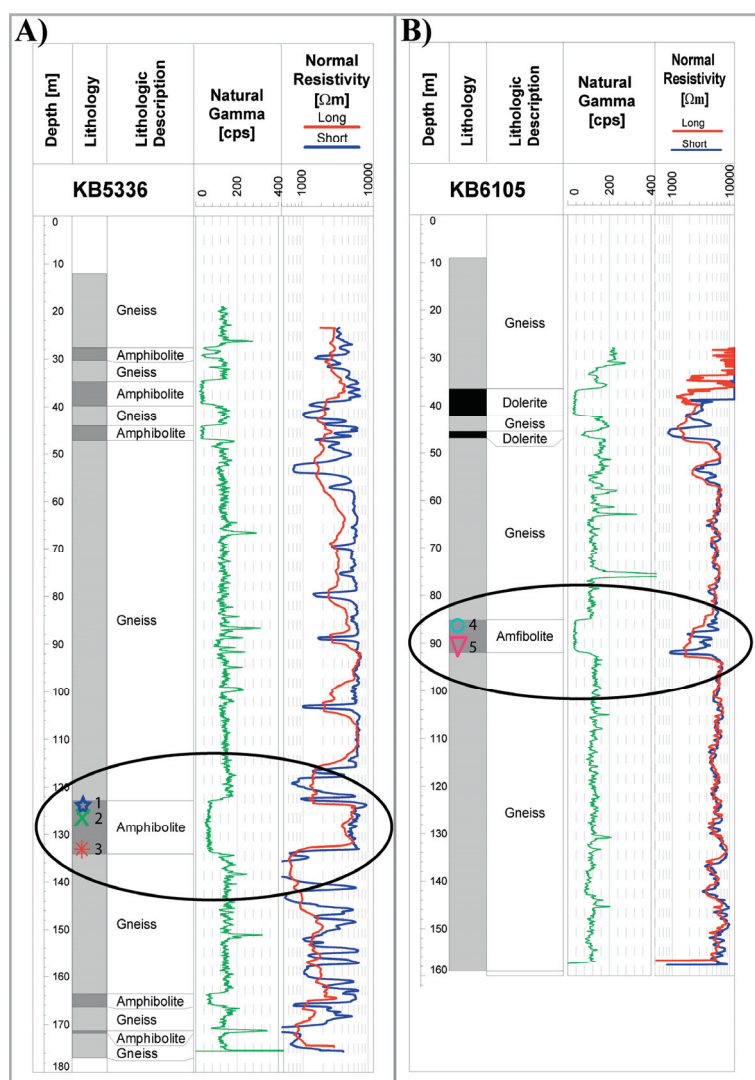 A)
Depth [m]
Lithology
Lithologic
Description
Natural
Gamma
[cps]
Normal
Resistivity
[Ωm]
Long
Short
KB5336
0
200
400
1000
10000
0
10
20
30
40
50
60
70
80
90
100
110
120
130
140
150
160
170
180
Gneiss
Amphibolite
Gneiss
Amphibolite
Gneiss
Amphibolite
Gneiss
1
2
Amphibolite
3
Gneiss
Amphibolite
Gneiss
Amphibolite
Gneiss
B)
Depth [m]
Lithology
Lithologic
Description
Natural
Gamma
[cps]
Normal
Resistivity
[Ωm]
Long
Short
KB6105
0
200
400
1000
10000
0
10
20
30
40
50
60
70
80
90
100
110
120
130
140
150
160
Gneiss
Dolerite
Gneiss
Dolerite
Gneiss
4
Amfibolite
5
Gneiss